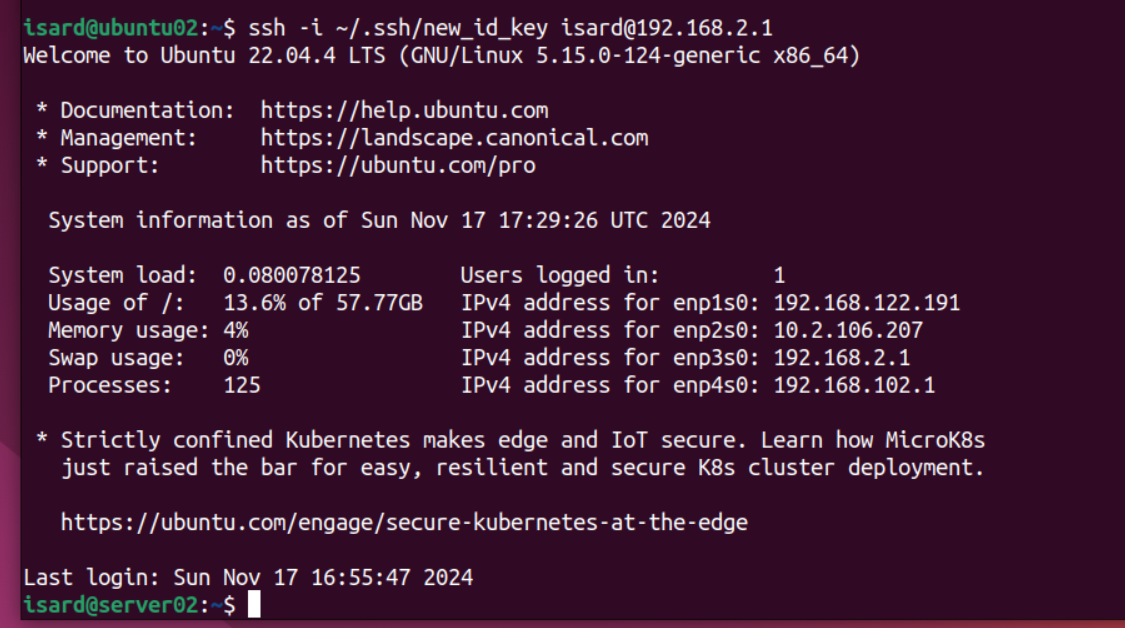 isard@ubuntu02:~$ ssh -i ~/.ssh/new_id_key isard@192.168.2.1
Welcome to Ubuntu 22.04.4 LTS (GNU/Linux 5.15.0-124-generic x86_64)

 * Documentation:  https://help.ubuntu.com
 * Management:     https://landscape.canonical.com
 * Support:        https://ubuntu.com/pro

  System information as of Sun Nov 17 17:29:26 UTC 2024

  System load:  0.080078125        Users logged in:         1
  Usage of /:   13.6% of 57.77GB   IPv4 address for enp1s0: 192.168.122.191
  Memory usage: 4%                 IPv4 address for enp2s0: 10.2.106.207
  Swap usage:   0%                 IPv4 address for enp3s0: 192.168.2.1
  Processes:    125                IPv4 address for enp4s0: 192.168.102.1

 * Strictly confined Kubernetes makes edge and IoT secure. Learn how MicroK8s
   just raised the bar for easy, resilient and secure K8s cluster deployment.

   https://ubuntu.com/engage/secure-kubernetes-at-the-edge

Last login: Sun Nov 17 16:55:47 2024
isard@server02:~$